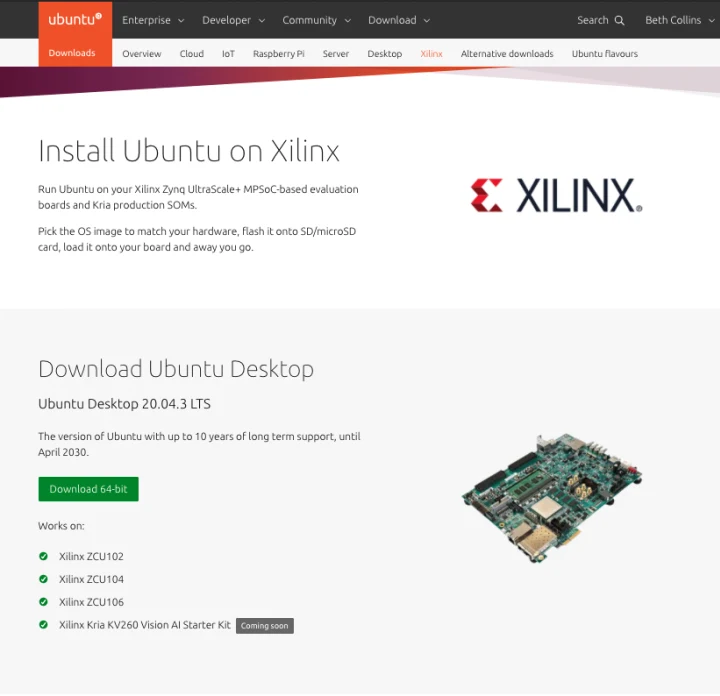 ubuntu®
Enterprise
Developer
Community
Download
Search
Beth Collins
Downloads
Overview
Cloud
IoT
Raspberry Pi
Server
Desktop
Xilinx
Alternative downloads
Ubuntu flavours
Install Ubuntu on Xilinx
Run Ubuntu on your Xilinx Zynq UltraScale+ MPSoC-based evaluation
boards and Kria production SOMs.
Pick the OS image to match your hardware, flash it onto SD/microSD
card, load it onto your board and away you go.
XILINX®
Download Ubuntu Desktop
Ubuntu Desktop 20.04.3 LTS
The version of Ubuntu with up to 10 years of long term support, until
April 2030.
Download 64-bit
Works on:
Xilinx ZCU102
Xilinx ZCU104
Xilinx ZCU106
Xilinx Kria KV260 Vision AI Starter Kit Coming soon